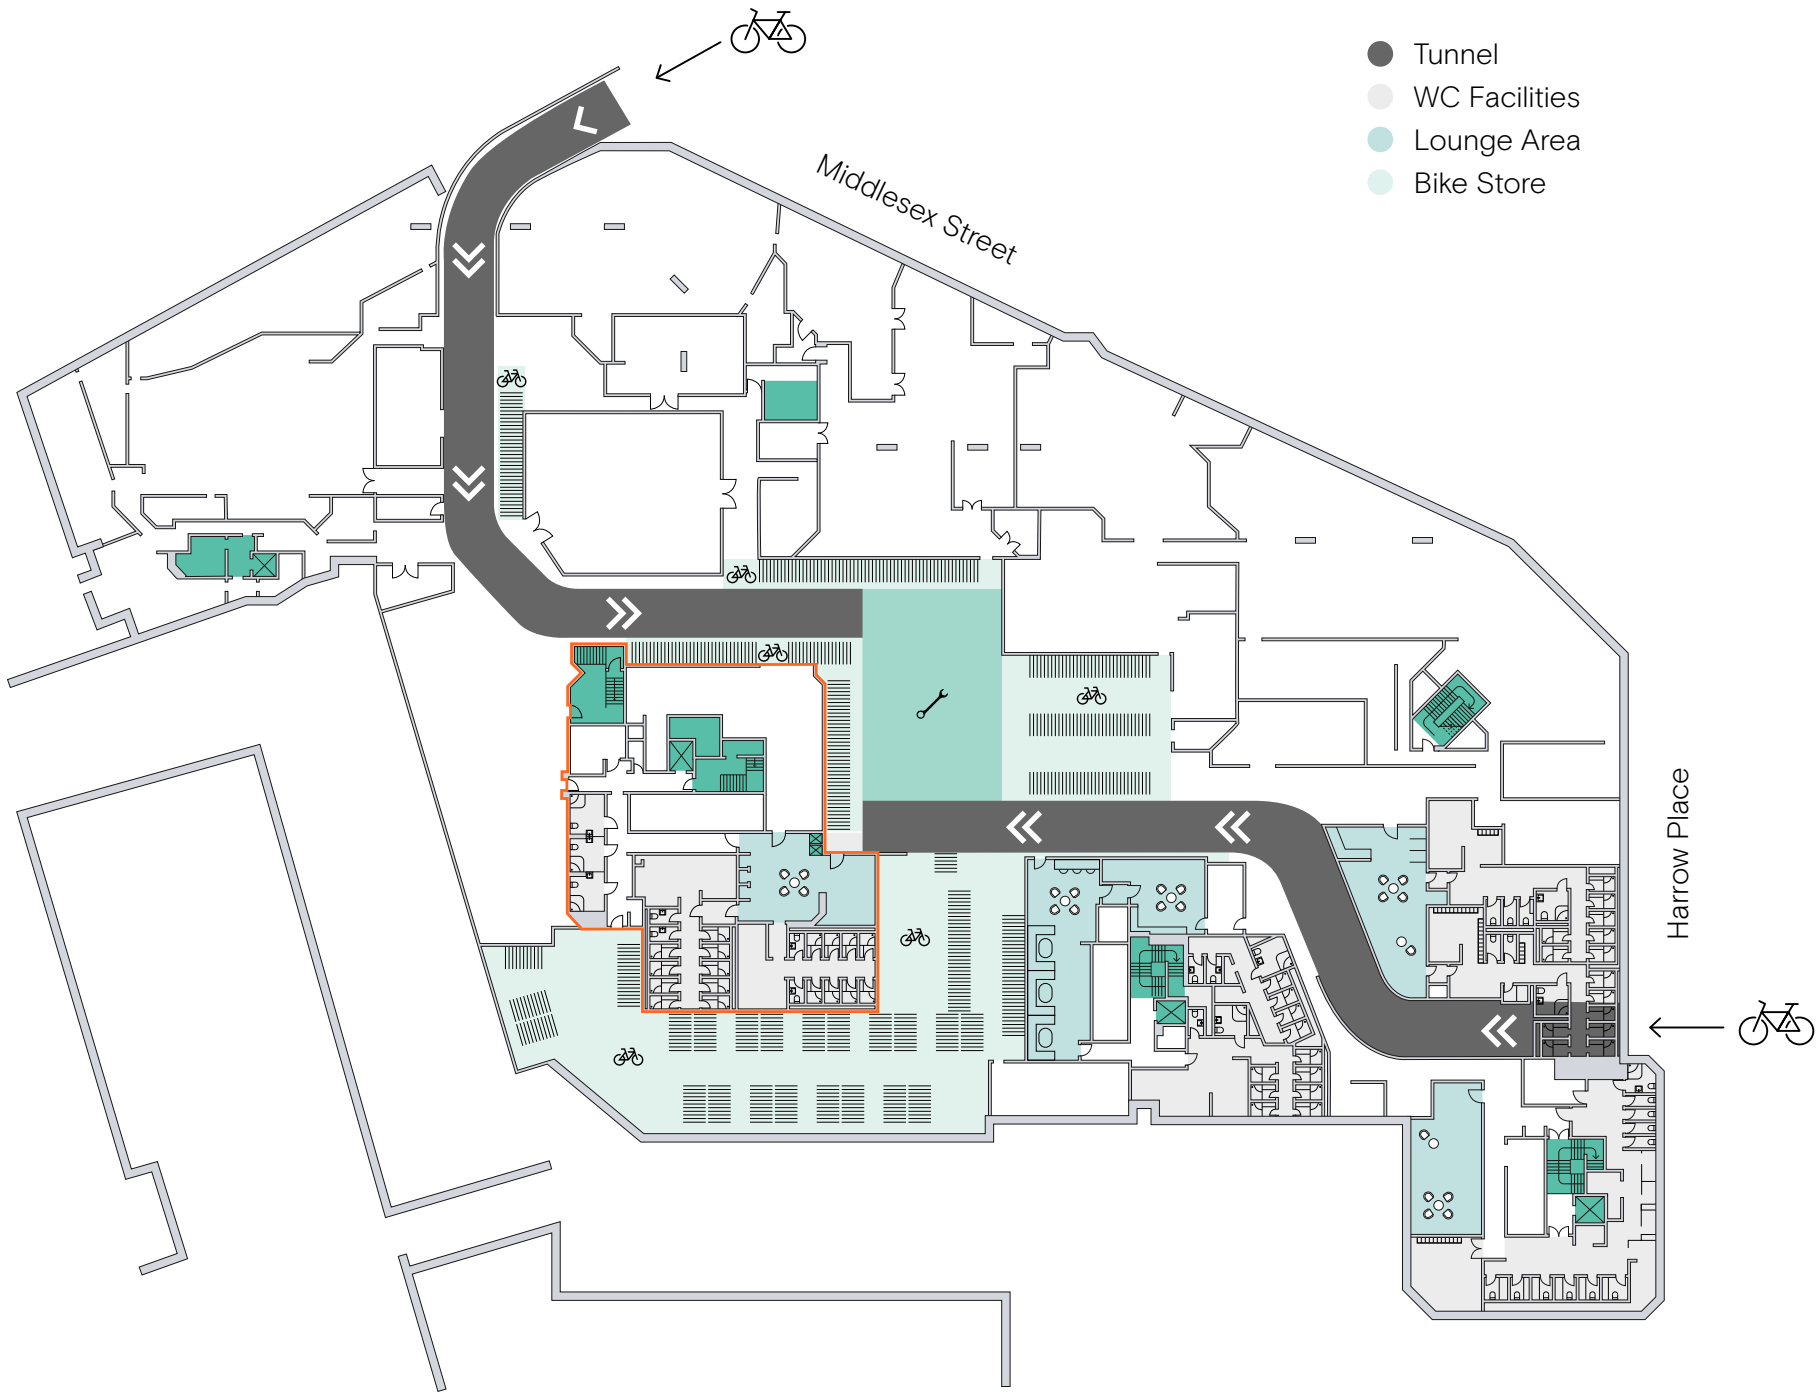 Tunnel
WC Facilities
Lounge Area
Bike Store
Middlesex Street
Harrow Place